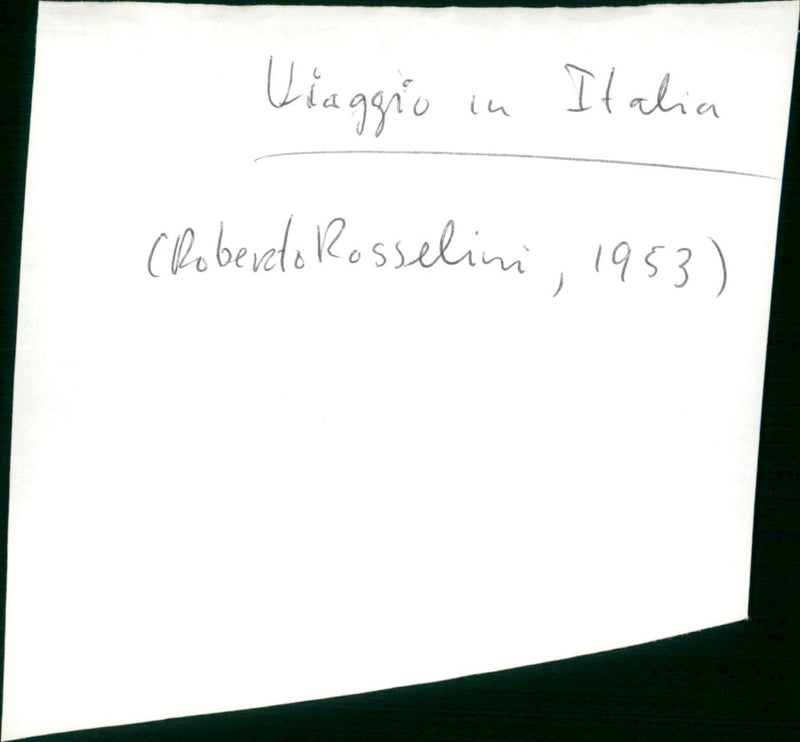 Viaggio in Italia
(Roberto Rosselini, 1953)